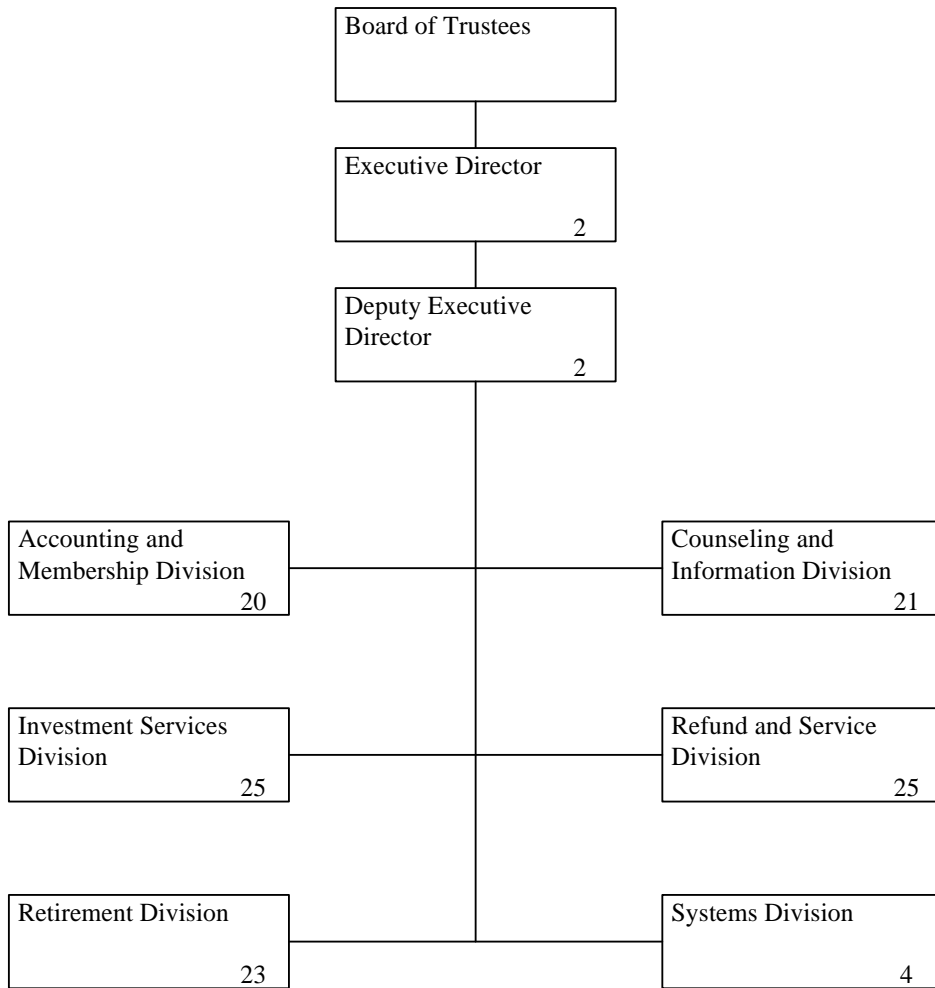 Board of Trustees
Executive Director
2
Deputy Executive
Director
2
Accounting and
Membership Division
20
Counseling and
Information Division
21
Investment Services
Division
25
Refund and Service
Division
25
Retirement Division
23
Systems Division
4